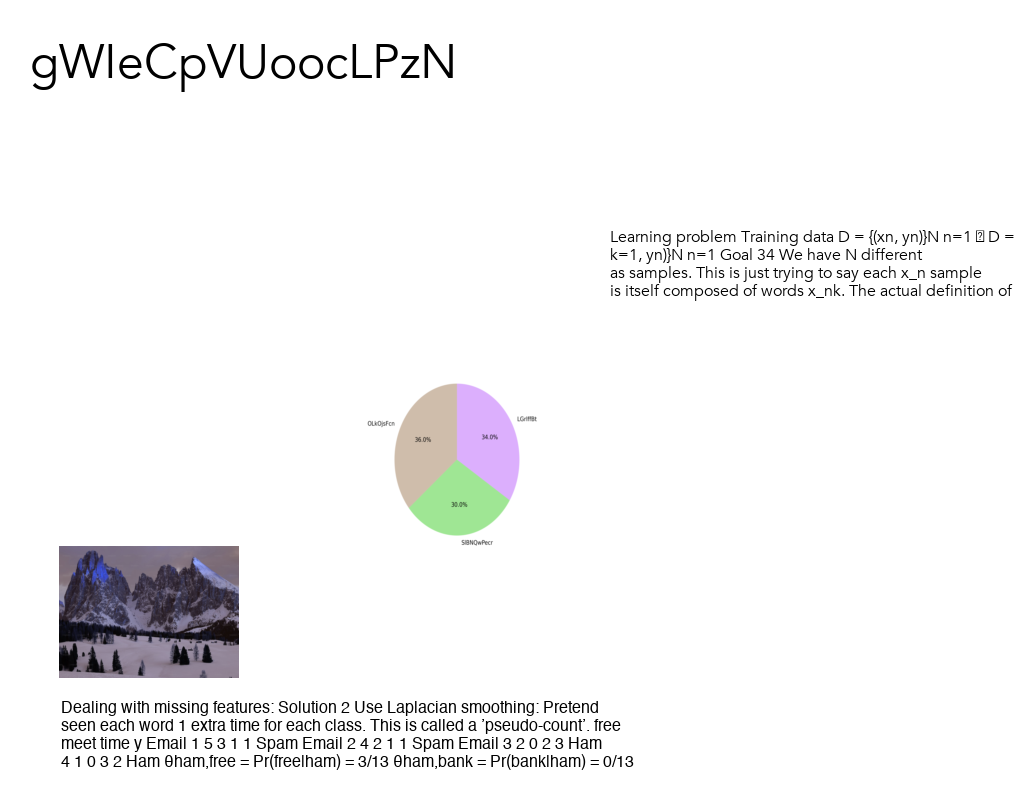 gWIeCpVUoocLPzN
Learning problem Training data D = {(xn, yn)}N n=1 ⍰ D =
k=1, yn)}N n=1 Goal 34 We have N different
as samples. This is just trying to say each x_n sample
is itself composed of words x_nk. The actual definition of
OLkOjsFcn
LGrIffBt
36.0%
34.0%
30.0%
SIBNQwPecr
Dealing with missing features: Solution 2 Use Laplacian smoothing: Pretend
seen each word 1 extra time for each class. This is called a ’pseudo-count’. free
meet time y Email 1 5 3 1 1 Spam Email 2 4 2 1 1 Spam Email 3 2 0 2 3 Ham
4 1 0 3 2 Ham θham,free = Pr(free|ham) = 3/13 θham,bank = Pr(bank|ham) = 0/13